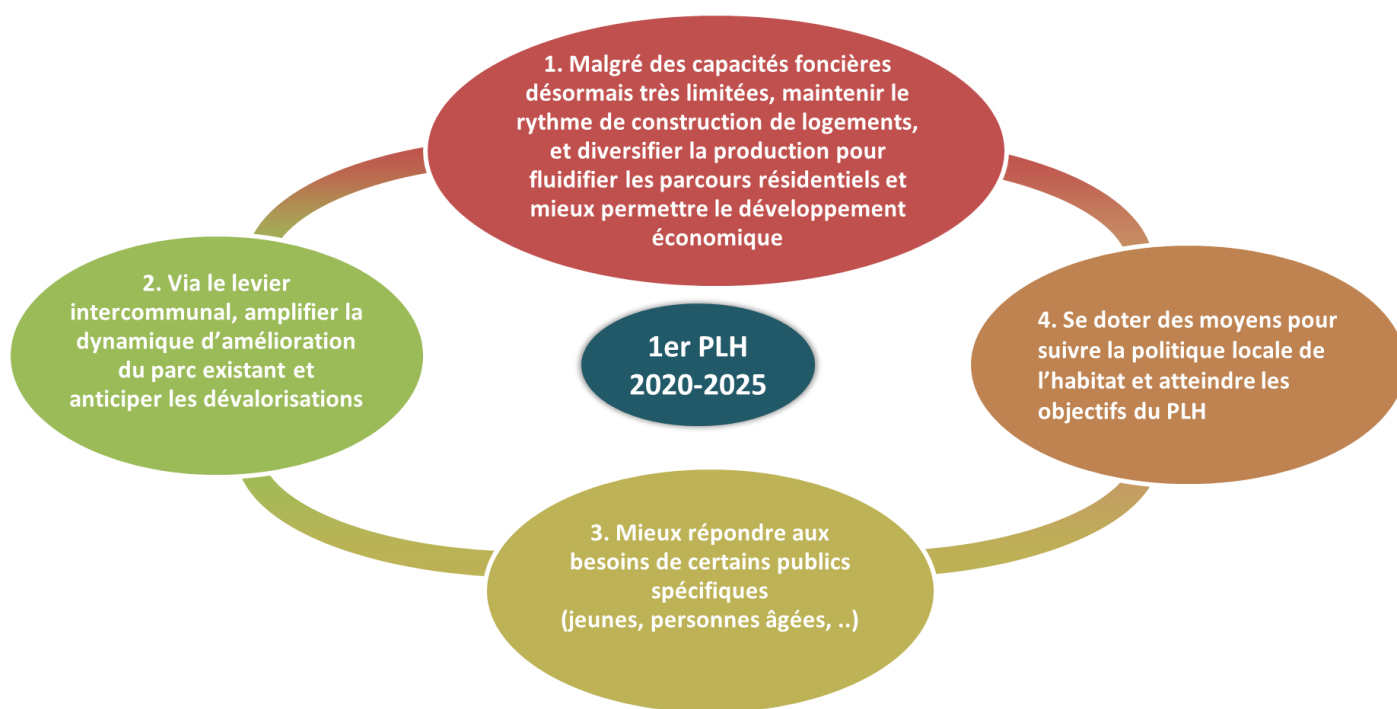 1. Malgré des capacités foncières
désormais très limitées, maintenir le
rythme de construction de logements,
et diversifier la production pour
fluidifier les parcours résidentiels et
mieux permettre le développement
économique
2. Via le levier
intercommunal, amplifier la
dynamique d’amélioration
du parc existant et
anticiper les dévalorisations
1er PLH
2020-2025
4. Se doter des moyens pour
suivre la politique locale de
l’habitat et atteindre les
objectifs du PLH
3. Mieux répondre aux
besoins de certains publics
spécifiques
(jeunes, personnes âgées, ..)